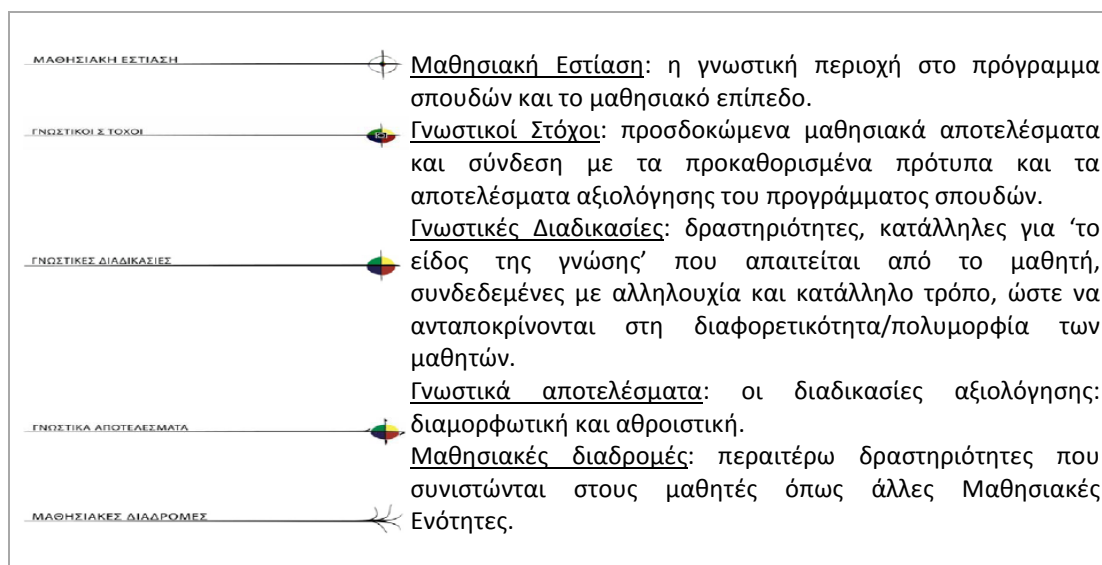 ΜΑΘΗΣΙΑΚΗ ΕΣΤΙΑΣΗ
Μαθησιακή Εστίαση: η γνωστική περιοχή στο πρόγραμμα
σπουδών και το μαθησιακό επίπεδο.
ΓΝΩΣΤΙΚΟΙ Σ ΤΟΧΟΙ
Γνωστικοί Στόχοι: προσδοκώμενα μαθησιακά αποτελέσματα
και σύνδεση με τα προκαθορισμένα πρότυπα και τα
αποτελέσματα αξιολόγησης του προγράμματος σπουδών.
Γνωστικές Διαδικασίες: δραστηριότητες, κατάλληλες για ‘το
ΓΝΩΣΤΙΚΕΣ ΔΙΑΔΙΚΑΣΙΕΣ
είδος της γνώσης’ που απαιτείται από το μαθητή,
συνδεδεμένες με αλληλουχία και κατάλληλο τρόπο, ώστε να
ανταποκρίνονται στη διαφορετικότητα/πολυμορφία των
μαθητών.
Γνωστικά αποτελέσματα: οι διαδικασίες αξιολόγησης:
ΓΝΩΣΤΙΚΑ ΑΠΟΤΕΛΕΣΜΑΤΑ
διαμορφωτική και αθροιστική.
Μαθησιακές διαδρομές: περαιτέρω δραστηριότητες που
συνιστώνται στους μαθητές όπως άλλες Μαθησιακές
ΜΑΘΗΣΙΑΚΕΣ ΔΙΑΔΡΟΜΕΣ
Ενότητες.